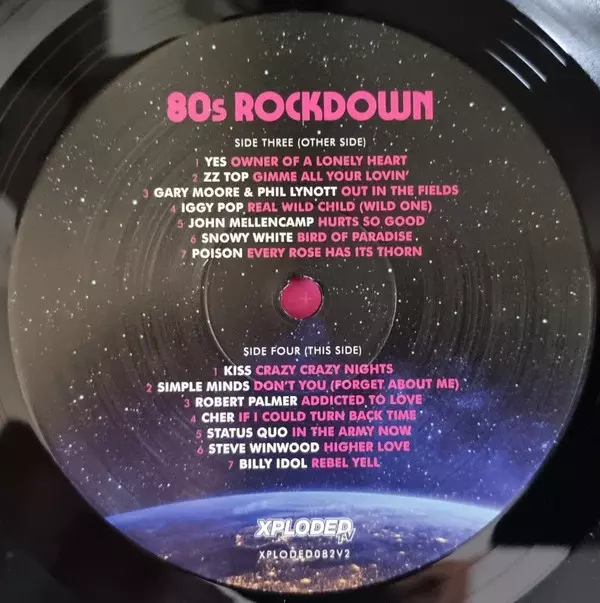 80s ROCKDOWN
SIDE THREE (OTHER SIDE)
1 YES OWNER OF A LONELY HEART
2 ZZ TOP GIMME ALL YOUR LOVIN'
3 GARY MOORE & PHIL LYNOTT OUT IN THE FIELDS
4 IGGY POP REAL WILD CHILD (WILD ONE)
5 JOHN MELLENCAMP HURTS SO GOOD
6 SNOWY WHITE BIRD OF PARADISE
7 POISON EVERY ROSE HAS ITS THORN
SIDE FOUR (THIS SIDE)
1 KISS CRAZY CRAZY NIGHTS
2 SIMPLE MINDS DON'T YOU (FORGET ABOUT ME)
3 ROBERT PALMER ADDICTED TO LOVE
4 CHER IF I COULD TURN BACK TIME
5 STATUS QUO IN THE ARMY NOW
6 STEVE WINWOOD HIGHER LOVE
7 BILLY IDOL REBEL YELL
XPLODED
TV
XPLODED082V2